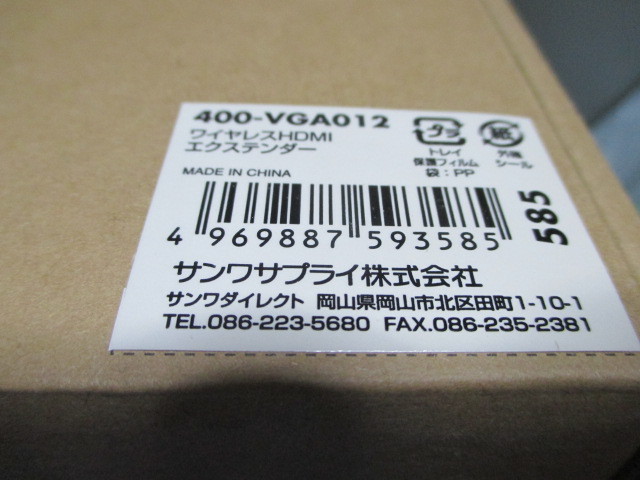 400-VGA012
ワイヤレスHDMI
エクステンダー
MADE IN CHINA
プラ
トレイ
保護フィルム
袋:PP
紙
外箱
シール
4 969887 593585
585
サンワサプライ株式会社
サンワダイレクト 岡山県岡山市北区田町1-10-1
TEL.086-223-5680 FAX.086-235-2381